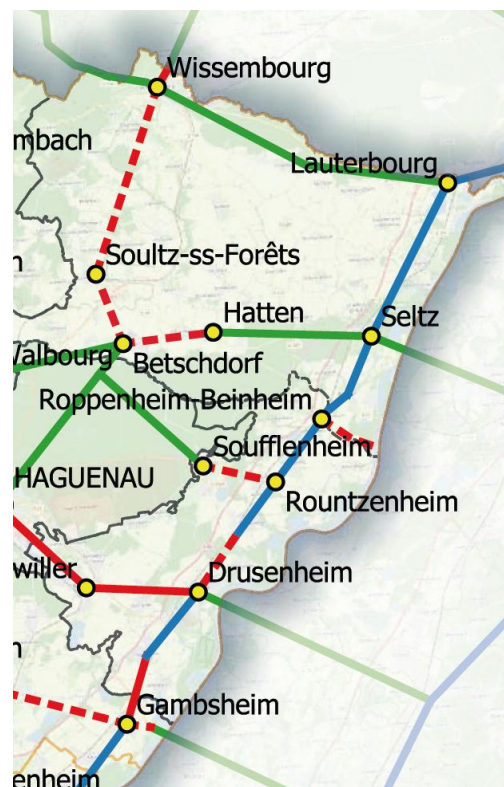 Wissembourg
mbach
Lauterbourg
Soultz-ss-Forêts
Hatten
Seltz
Walbourg
Betschdorf
Roppenheim-Beinheim
Soufflenheim
HAGUENAU
Rountzenheim
willer
Drusenheim
Gambsheim
enheim